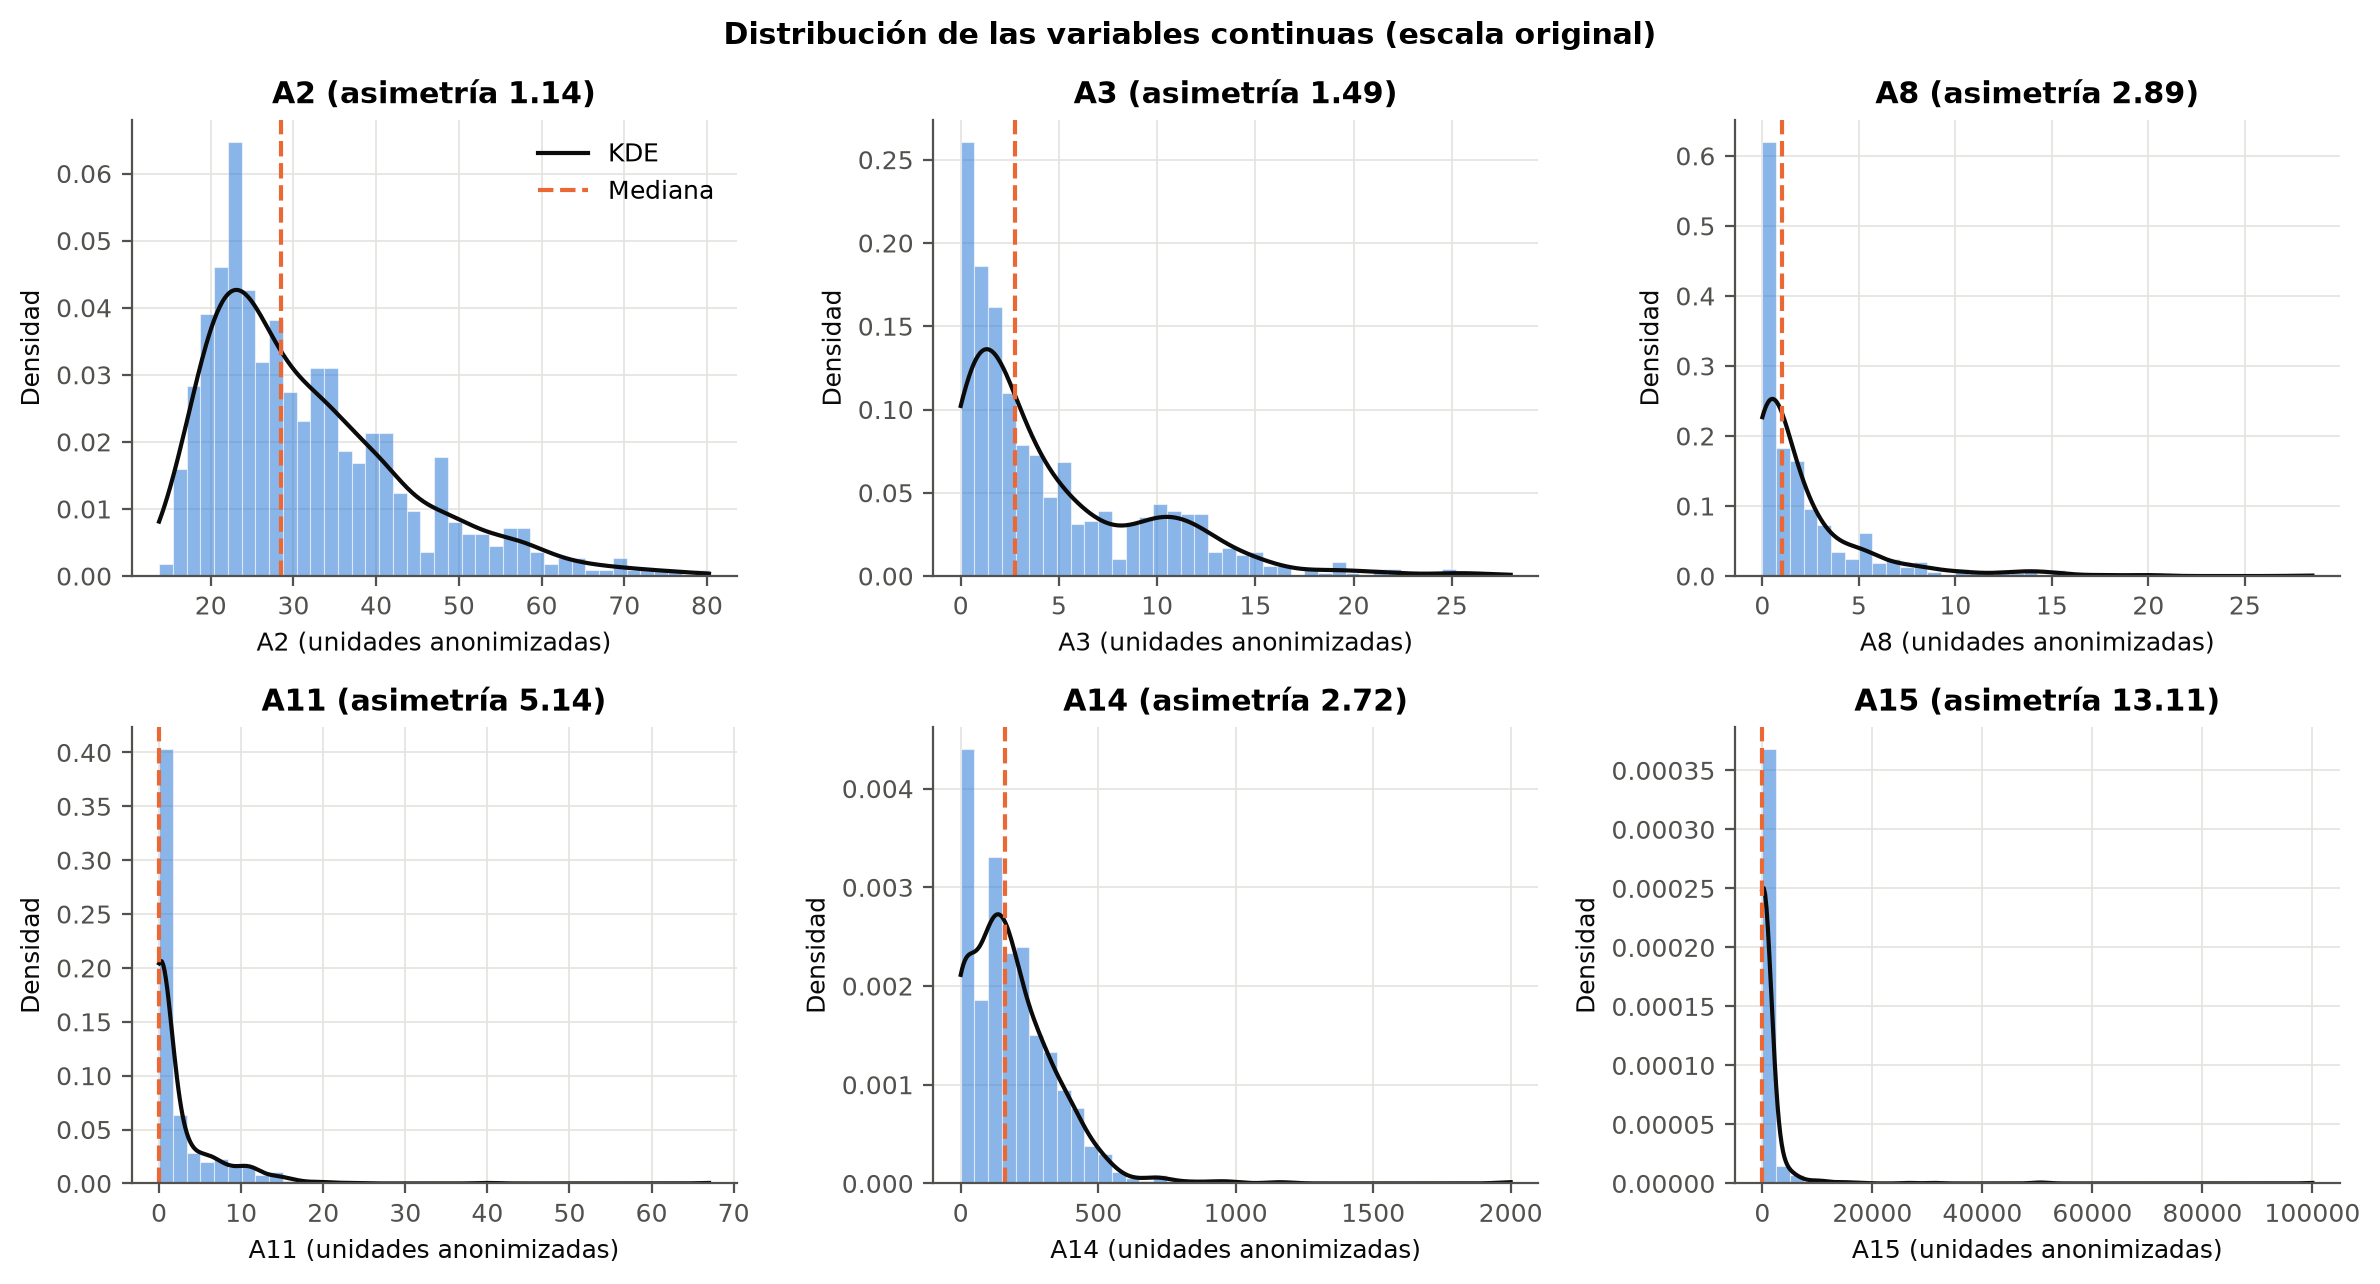 Distribución de las variables continuas (escala original)
A2 (asimetría 1.14)
Densidad
0.06
0.05
0.04
0.03
0.02
0.01
0.00
KDE
Mediana
20 30 40 50 60 70 80
A2 (unidades anonimizadas)
A3 (asimetría 1.49)
Densidad
0.25
0.20
0.15
0.10
0.05
0.00
0 5 10 15 20 25
A3 (unidades anonimizadas)
A8 (asimetría 2.89)
Densidad
0.6
0.5
0.4
0.3
0.2
0.1
0.0
0 5 10 15 20 25
A8 (unidades anonimizadas)
A11 (asimetría 5.14)
Densidad
0.40
0.35
0.30
0.25
0.20
0.15
0.10
0.05
0.00
0 10 20 30 40 50 60 70
A11 (unidades anonimizadas)
A14 (asimetría 2.72)
Densidad
0.004
0.003
0.002
0.001
0.000
0 500 1000 1500 2000
A14 (unidades anonimizadas)
A15 (asimetría 13.11)
Densidad
0.00035
0.00030
0.00025
0.00020
0.00015
0.00010
0.00005
0.00000
0 20000 40000 60000 80000 100000
A15 (unidades anonimizadas)